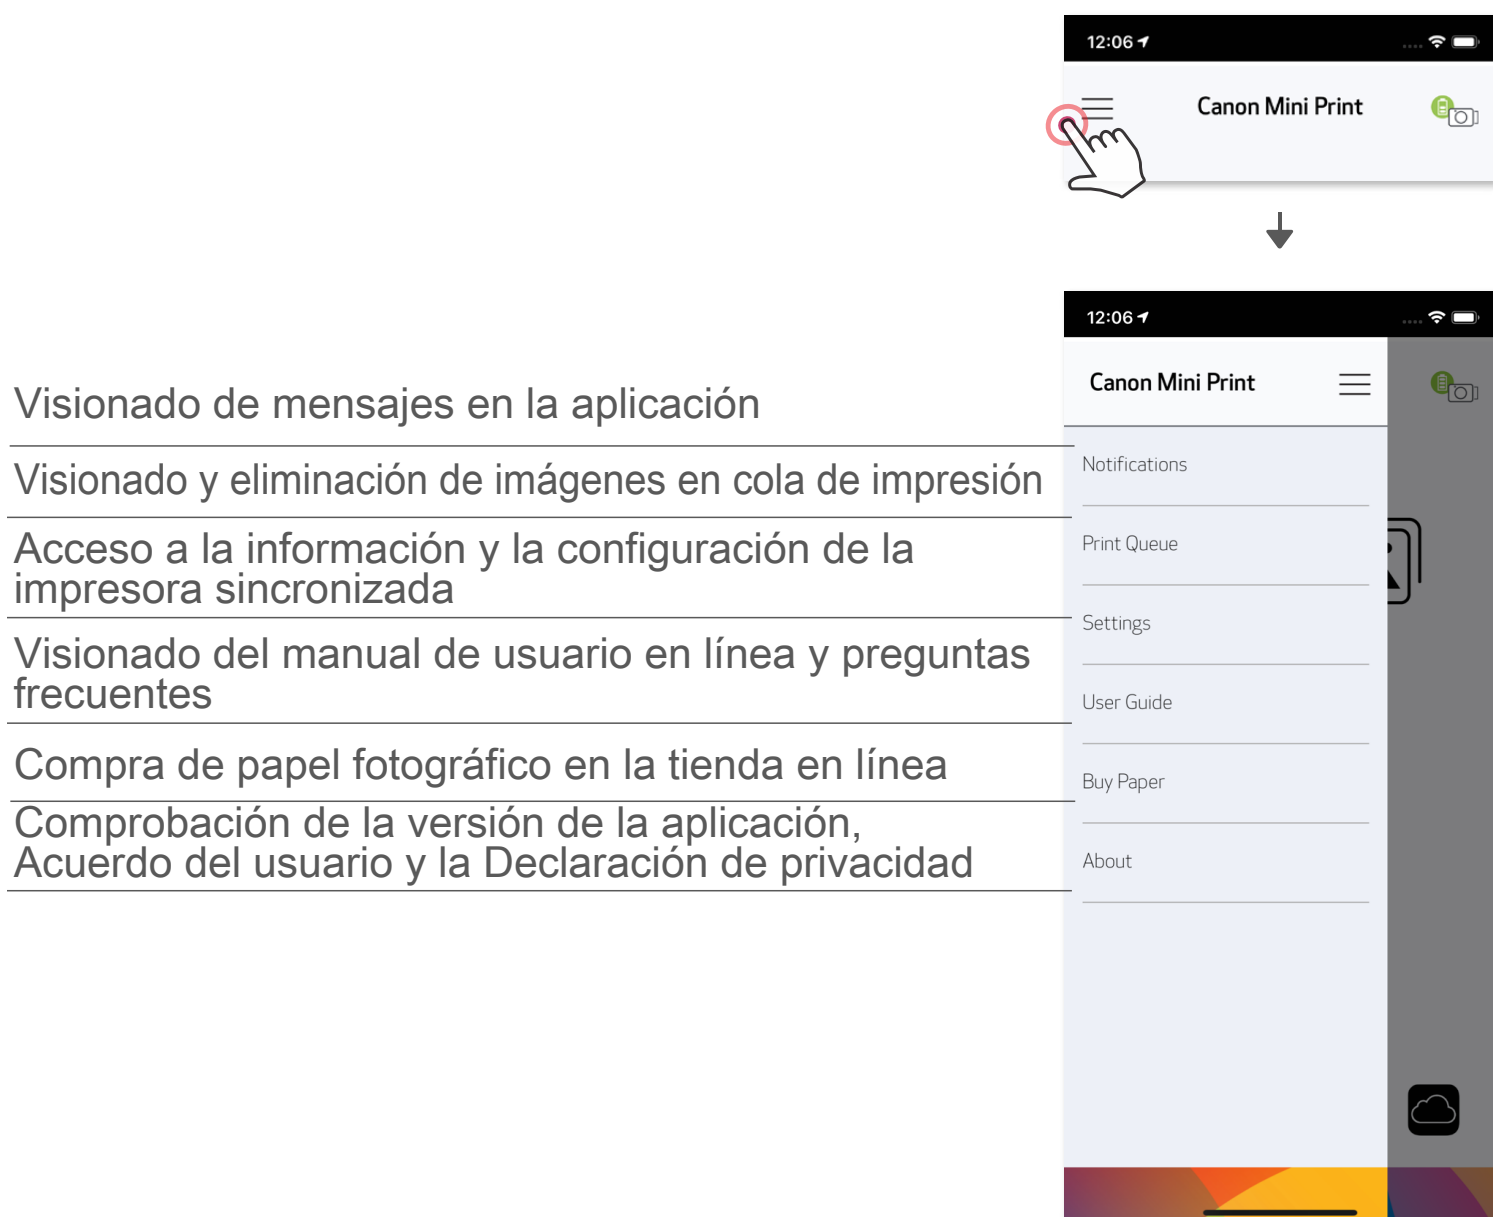 12:06
Canon Mini Print
12:06
Canon Mini Print
Visionado de mensajes en la aplicación
Notifications
Visionado y eliminación de imágenes en cola de impresión
Print Queue
Acceso a la información y la configuración de la
impresora sincronizada
Settings
Visionado del manual de usuario en línea y preguntas
frecuentes
User Guide
Compra de papel fotográfico en la tienda en línea
Buy Paper
Comprobación de la versión de la aplicación,
Acuerdo del usuario y la Declaración de privacidad
About